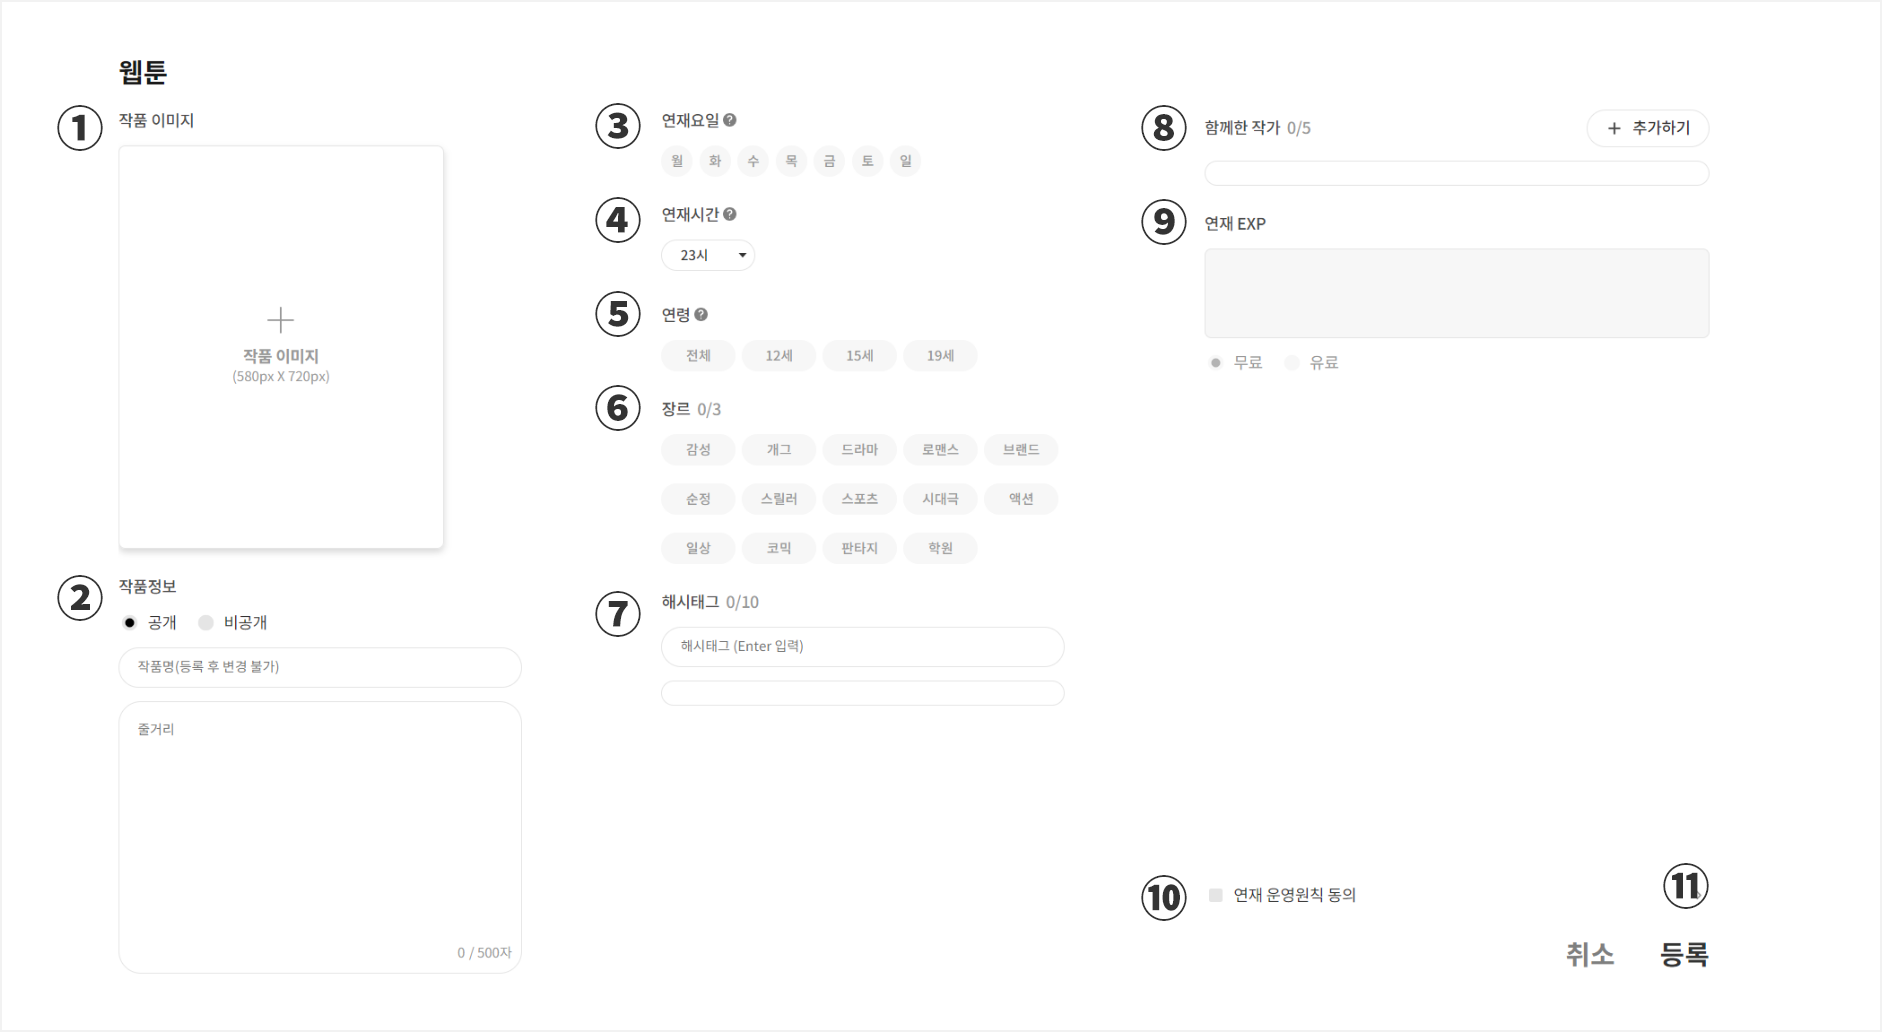 웹툰
1 작품 이미지
작품 이미지
(580px X 720px)
2 작품정보
공개 비공개
작품명(등록 후 변경 불가)
줄거리
0 / 500자
3 연재요일 ?
월 화 수 목 금 토 일
4 연재시간 ?
23시
5 연령 ?
전체 12세 15세 19세
6 장르 0/3
감성 개그 드라마 로맨스 브랜드
순정 스릴러 스포츠 시대극 액션
일상 코믹 판타지 학원
7 해시태그 0/10
해시태그 (Enter 입력)
8 함께한 작가 0/5
+ 추가하기
9 연재 EXP
무료 유료
10 연재 운영원칙 동의
11
취소 등록